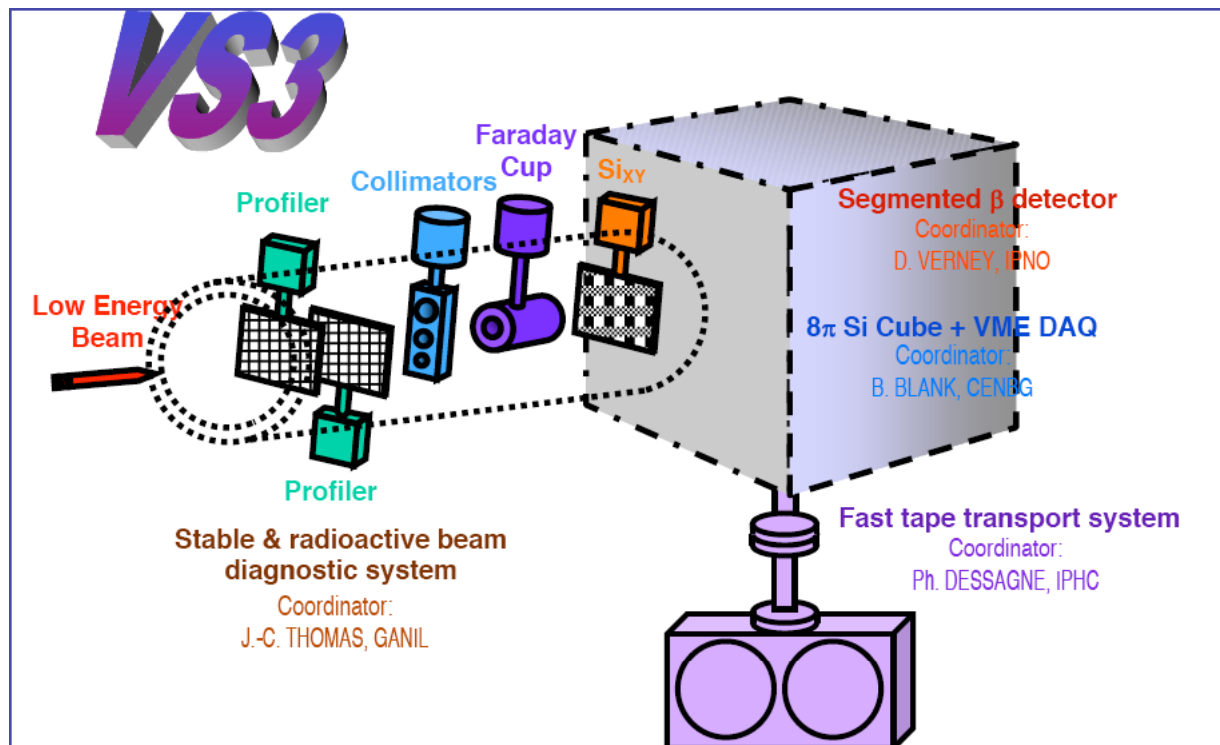 VS3
Faraday
Cup
Collimators
SiXY
Profiler
Segmented β detector
Coordinator:
D. VERNEY, IPNO
Low Energy
Beam
8π Si Cube + VME DAQ
Coordinator:
B. BLANK, CENBG
Profiler
Stable & radioactive beam
diagnostic system
Coordinator:
J.-C. THOMAS, GANIL
Fast tape transport system
Coordinator:
Ph. DESSAGNE, IPHC